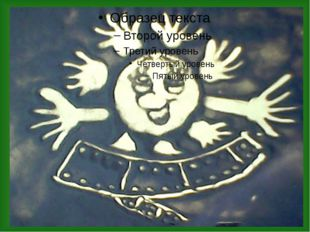 • Образец текста
– Второй уровень
– Третий уровень
• Четвертый уровень
Пятый уровень